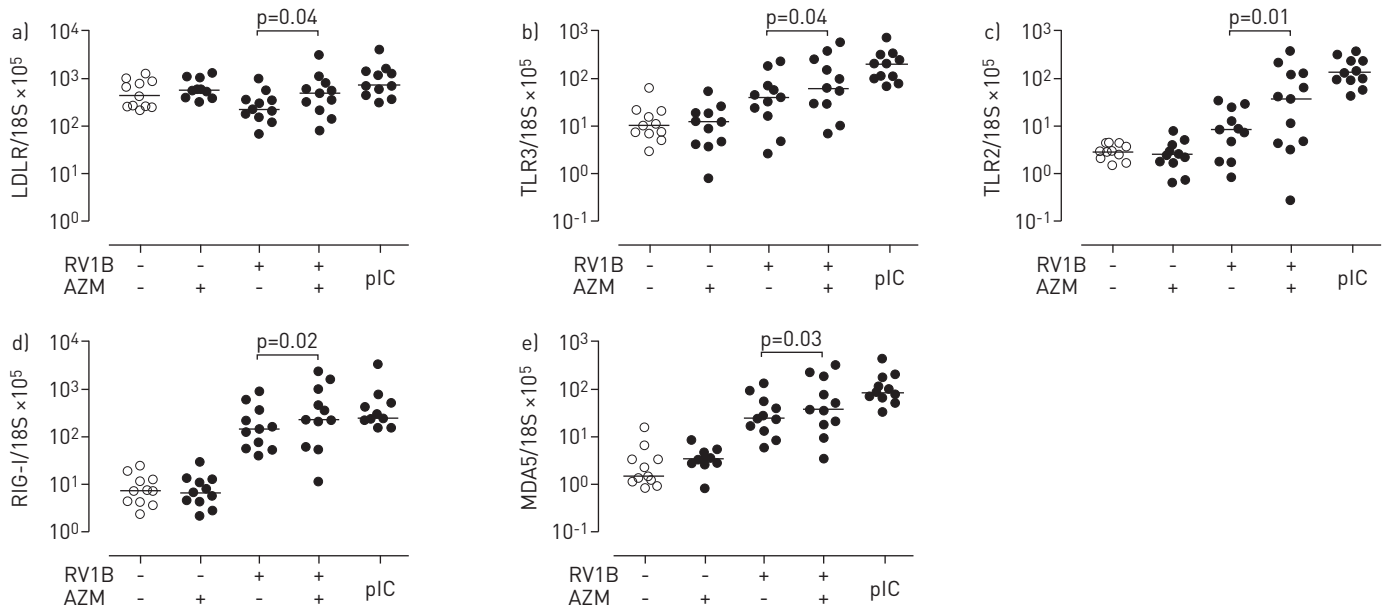 a)
LDLR/18S ×10⁵
10⁴
10³
10²
10¹
10⁰
p=0.04
RV1B - - + + pIC
AZM - + - +
b)
TLR3/18S ×10⁵
10³
10²
10¹
10⁰
10⁻¹
p=0.04
RV1B - - + + pIC
AZM - + - +
c)
TLR2/18S ×10⁵
10³
10²
10¹
10⁰
10⁻¹
p=0.01
RV1B - - + + pIC
AZM - + - +
d)
RIG-I/18S ×10⁵
10⁴
10³
10²
10¹
10⁰
p=0.02
RV1B - - + + pIC
AZM - + - +
e)
MDA5/18S ×10⁵
10³
10²
10¹
10⁰
10⁻¹
p=0.03
RV1B - - + + pIC
AZM - + - +